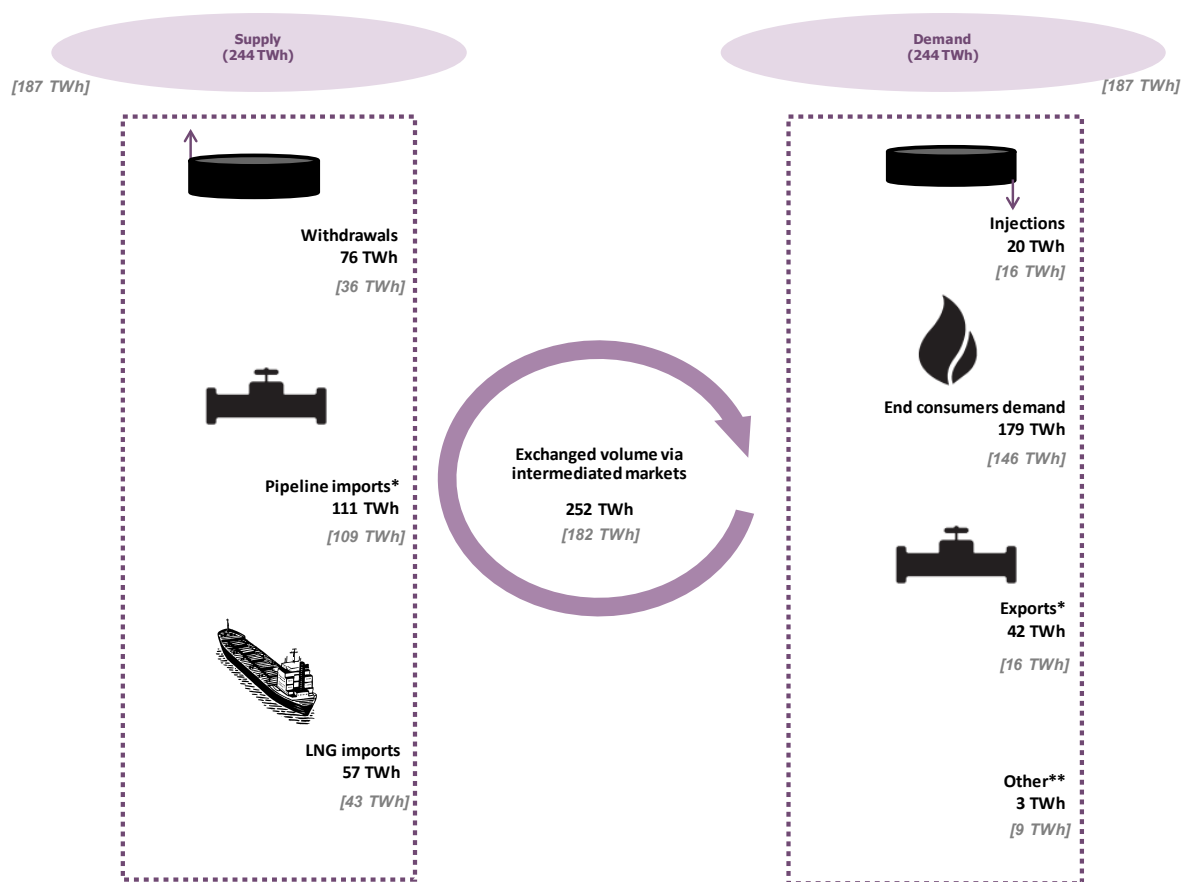 Supply
(244 TWh)
[187 TWh]
Withdrawals
76 TWh
[36 TWh]
Pipeline imports*
111 TWh
[109 TWh]
LNG imports
57 TWh
[43 TWh]
Exchanged volume via
intermediated markets
252 TWh
[182 TWh]
Demand
(244 TWh)
[187 TWh]
Injections
20 TWh
[16 TWh]
End consumers demand
179 TWh
[146 TWh]
Exports*
42 TWh
[16 TWh]
Other**
3 TWh
[9 TWh]